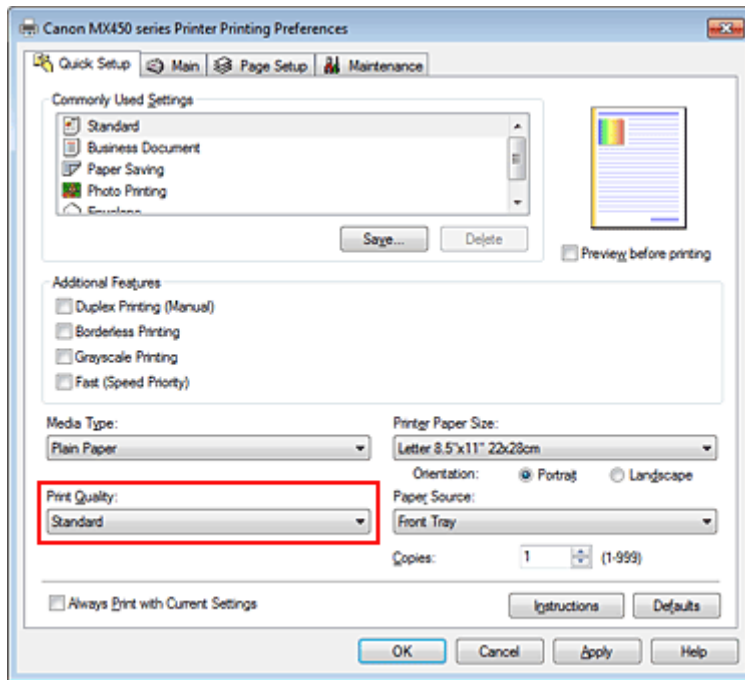 Canon MX450 series Printer Printing Preferences
Quick Setup Main Page Setup Maintenance
Commonly Used Settings
Standard
Business Document
Paper Saving
Photo Printing
Envelope
Save... Delete
Preview before printing
Additional Features
Duplex Printing (Manual)
Borderless Printing
Grayscale Printing
Fast (Speed Priority)
Media Type: Printer Paper Size:
Plain Paper Letter 8.5"x11" 22x28cm
Orientation: Portrait Landscape
Print Quality: Paper Source:
Standard Front Tray
Copies: 1 (1-999)
Always Print with Current Settings Instructions Defaults
OK Cancel Apply Help